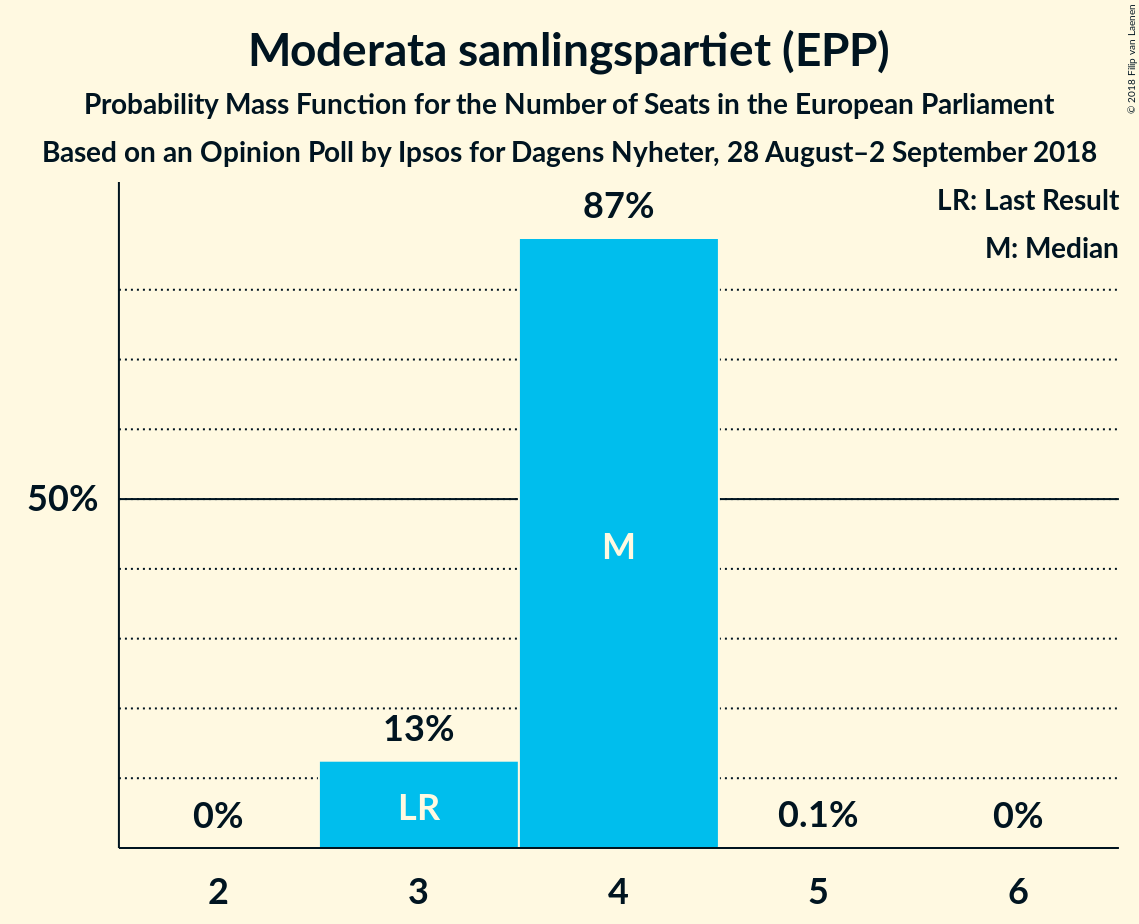 Moderata samlingspartiet (EPP)
Probability Mass Function for the Number of Seats in the European Parliament
Based on an Opinion Poll by Ipsos for Dagens Nyheter, 28 August–2 September 2018
© 2018 Filip van Laenen
LR: Last Result
M: Median
87%
50%
M
13%
LR
0%
0.1%
0%
2 3 4 5 6